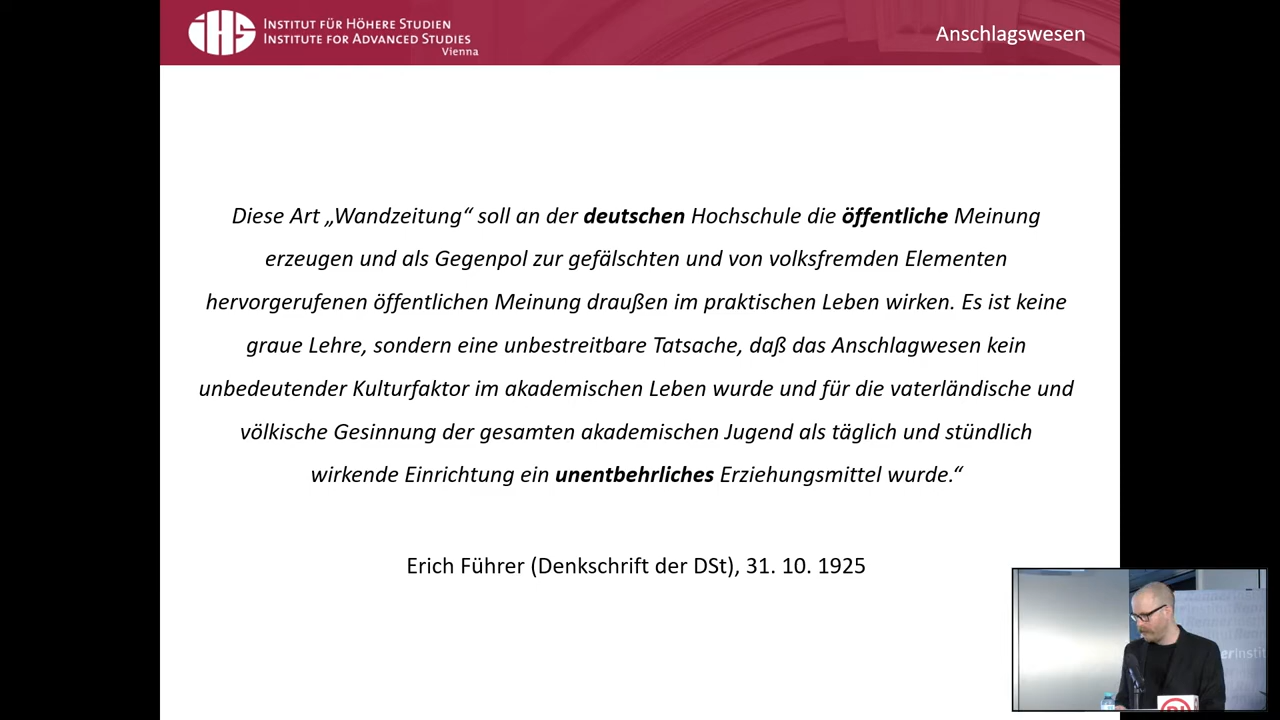 iHS
INSTITUT FÜR HÖHERE STUDIEN
INSTITUTE FOR ADVANCED STUDIES
Vienna
Anschlagswesen
Diese Art „Wandzeitung“ soll an der deutschen Hochschule die öffentliche Meinung
erzeugen und als Gegenpol zur gefälschten und von volksfremden Elementen
hervorgerufenen öffentlichen Meinung draußen im praktischen Leben wirken. Es ist keine
graue Lehre, sondern eine unbestreitbare Tatsache, daß das Anschlagwesen kein
unbedeutender Kulturfaktor im akademischen Leben wurde und für die vaterländische und
völkische Gesinnung der gesamten akademischen Jugend als täglich und stündlich
wirkende Einrichtung ein unentbehrliches Erziehungsmittel wurde.“
Erich Führer (Denkschrift der DSt), 31. 10. 1925